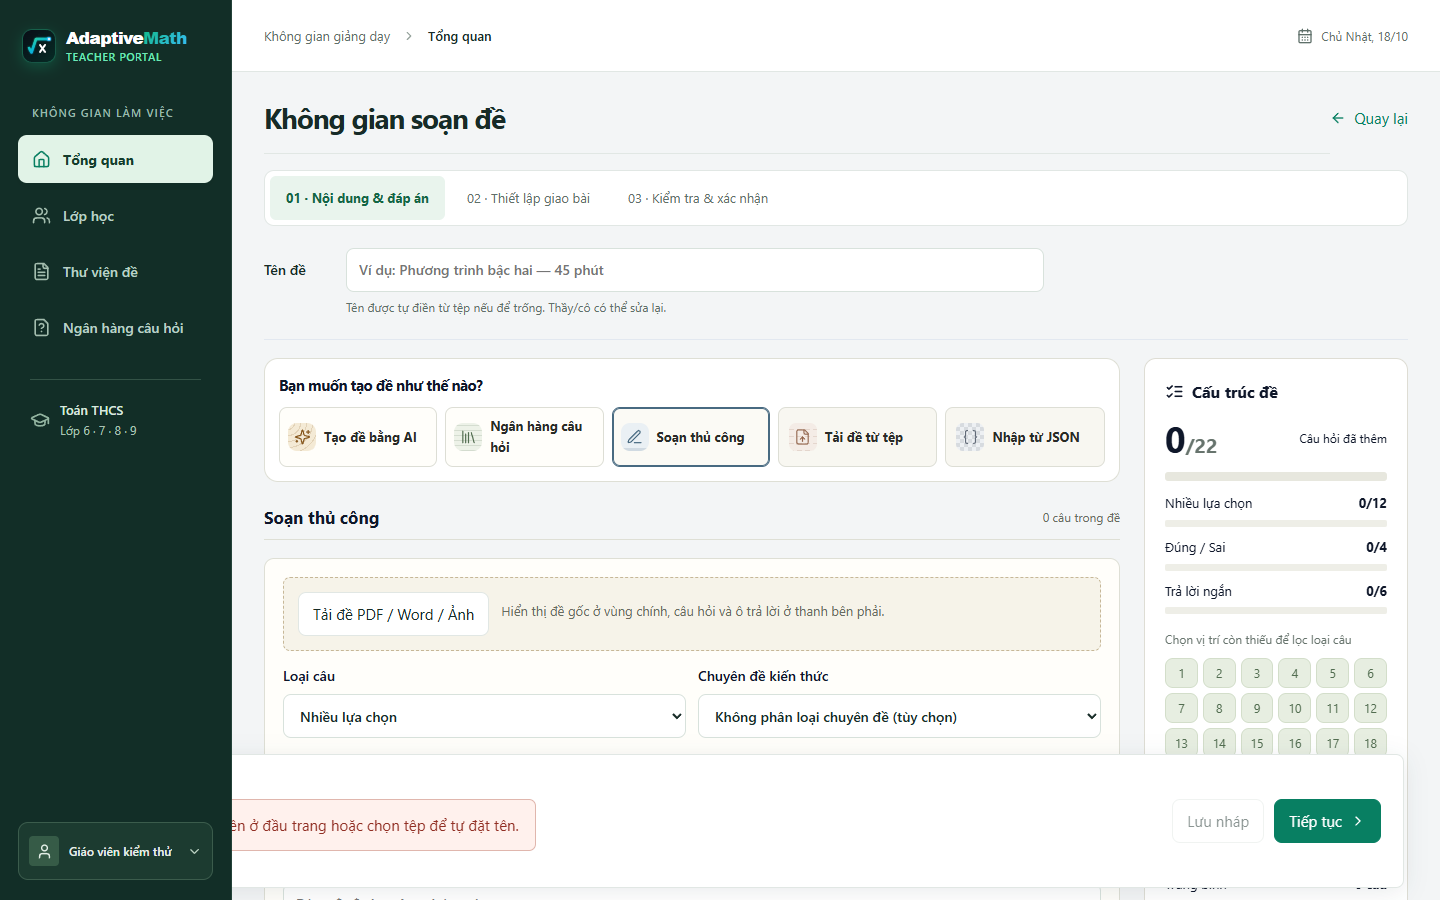 AdaptiveMath
TEACHER PORTAL
KHÔNG GIAN LÀM VIỆC
Tổng quan
Lớp học
Thư viện đề
Ngân hàng câu hỏi
Toán THCS
Lớp 6 · 7 · 8 · 9
Giáo viên kiểm thử
Không gian giảng dạy
Tổng quan
Chủ Nhật, 18/10
Không gian soạn đề
Quay lại
01 · Nội dung & đáp án
02 · Thiết lập giao bài
03 · Kiểm tra & xác nhận
Tên đề
Ví dụ: Phương trình bậc hai — 45 phút
Tên được tự điền từ tệp nếu để trống. Thầy/cô có thể sửa lại.
Bạn muốn tạo đề như thế nào?
Tạo đề bằng AI
Ngân hàng câu
hỏi
Soạn thủ công
Tải đề từ tệp
Nhập từ JSON
Soạn thủ công
0 câu trong đề
Tải đề PDF / Word / Ảnh
Hiển thị đề gốc ở vùng chính, câu hỏi và ô trả lời ở thanh bên phải.
Loại câu
Nhiều lựa chọn
Chuyên đề kiến thức
Không phân loại chuyên đề (tùy chọn)
Cấu trúc đề
0/22
Câu hỏi đã thêm
Nhiều lựa chọn
0/12
Đúng / Sai
0/4
Trả lời ngắn
0/6
Chọn vị trí còn thiếu để lọc loại câu
1 2 3 4 5 6
7 8 9 10 11 12
13 14 15 16 17 18
ên ở đầu trang hoặc chọn tệp để tự đặt tên.
Lưu nháp
Tiếp tục